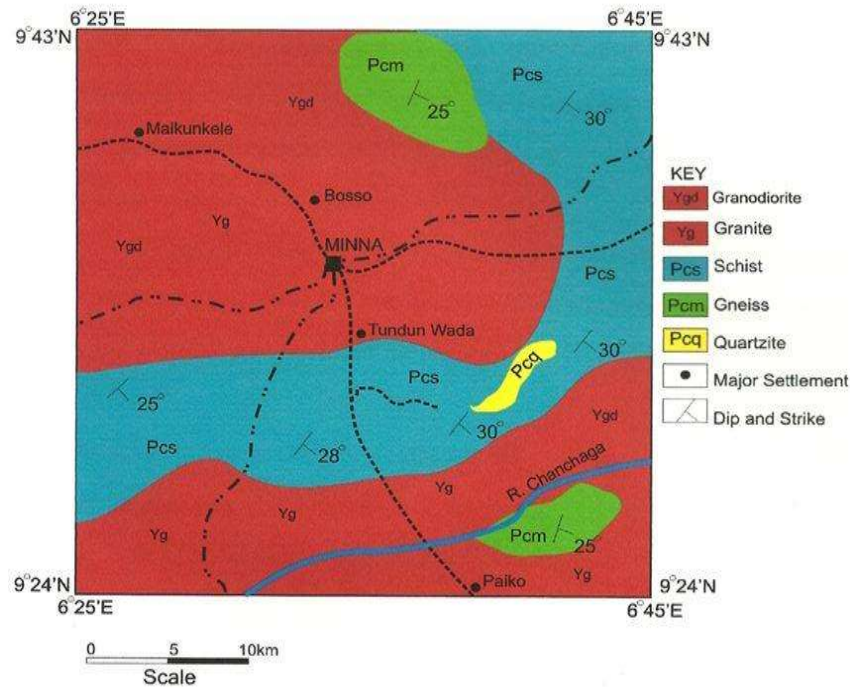 6°25'E
6°45'E
9°43'N
9°43'N
Pcm
Pcs
Ygd
25°
30°
Maikunkele
KEY
Bosso
Ygd
Granodiorite
Yg
Yg
Granite
Ygd
MINNA
Pcs
Pcs
Schist
Pcm
Gneiss
Tundun Wada
Pcq
Quartzite
30°
Pcq
Pcs
Major Settlement
25°
Ygd
Dip and Strike
30°
Pcs
28°
R. Chanchaga
Yg
Yg
Yg
Pcm
25°
Yg
Paiko
9°24'N
9°24'N
6°25'E
6°45'E
0 5 10km
Scale